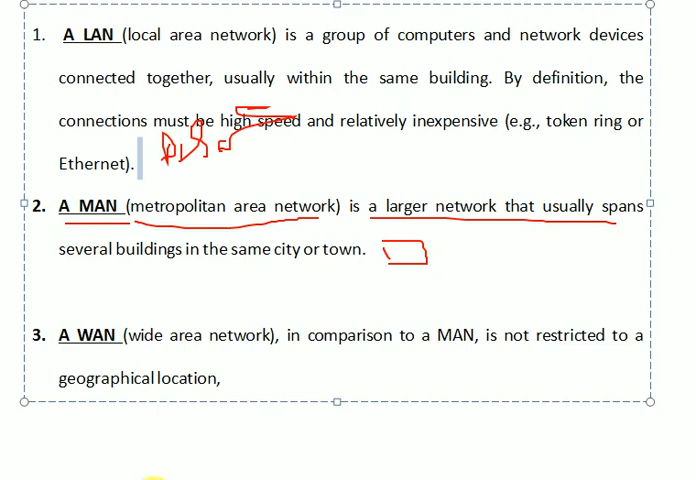 1. A LAN (local area network) is a group of computers and network devices
connected together, usually within the same building. By definition, the
connections must be high speed and relatively inexpensive (e.g., token ring or
Ethernet).
2. A MAN (metropolitan area network) is a larger network that usually spans
several buildings in the same city or town.
3. A WAN (wide area network), in comparison to a MAN, is not restricted to a
geographical location,